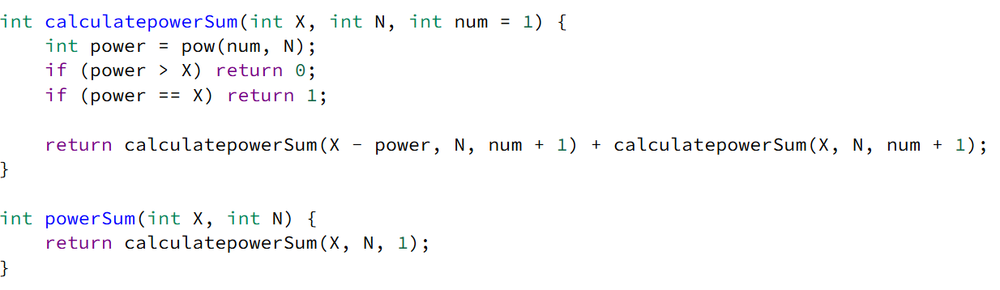 int calculatepowerSum(int X, int N, int num = 1) {
    int power = pow(num, N);
    if (power > X) return 0;
    if (power == X) return 1;

    return calculatepowerSum(X - power, N, num + 1) + calculatepowerSum(X, N, num + 1);
}

int powerSum(int X, int N) {
    return calculatepowerSum(X, N, 1);
}